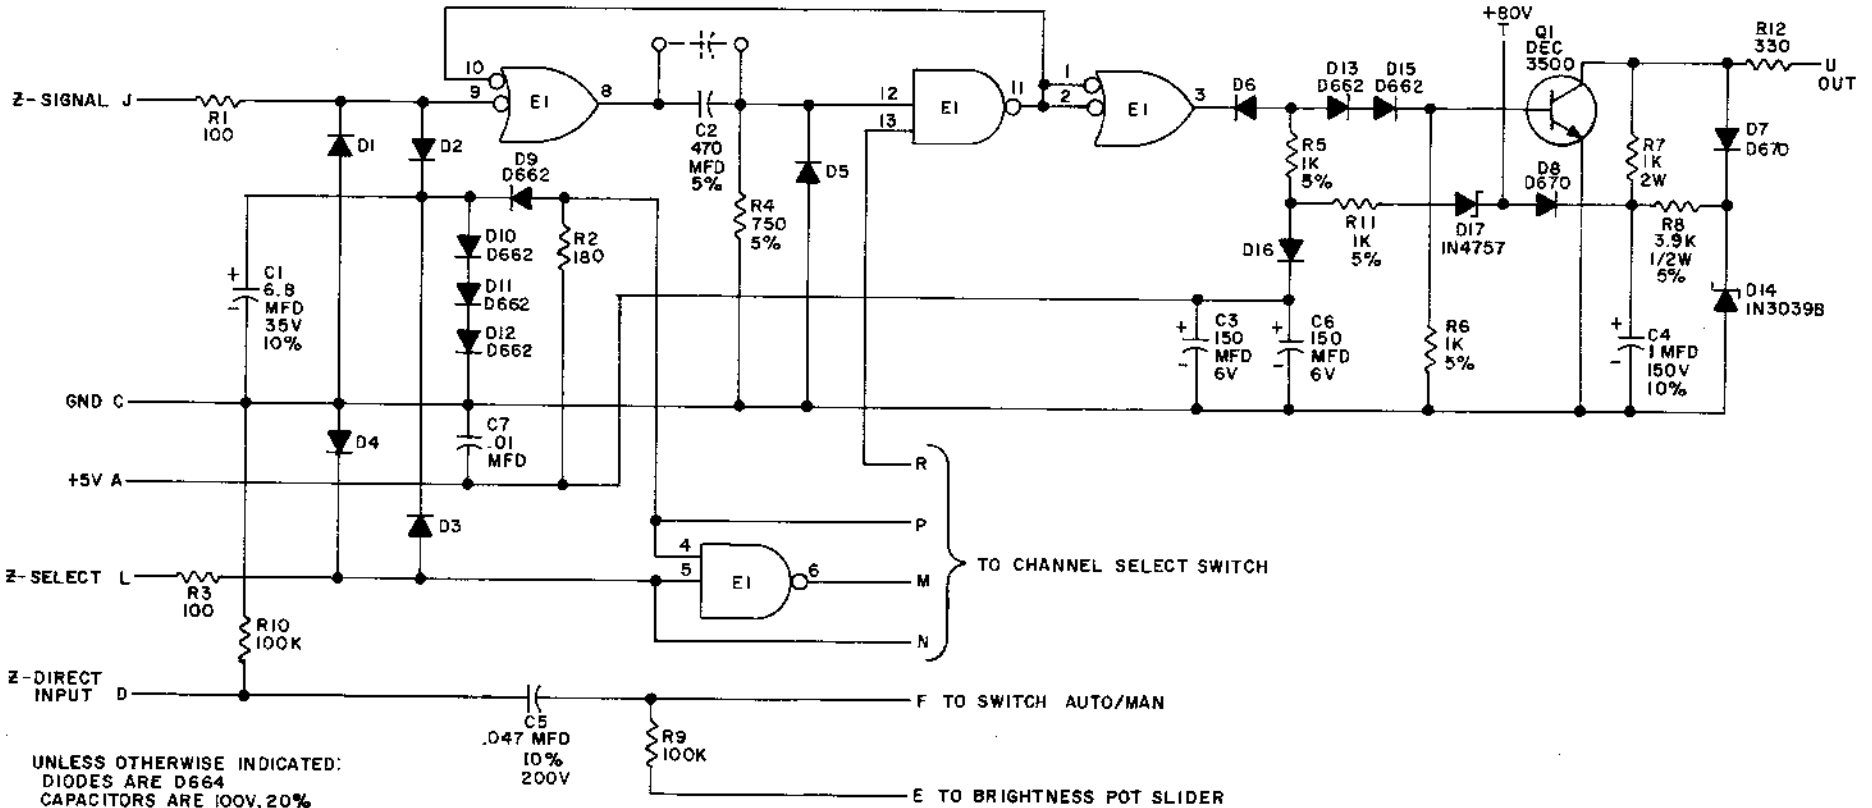 +80V
Q1
DEC
3500
R12
330
U
OUT
Z-SIGNAL J
R1
100
10
9
E1
8
C2
470
MFD
5%
12
13
E1
11
1
2
E1
3
D6
D13
D662
D15
D662
D1
D2
D9
D662
R2
180
R4
750
5%
D5
R5
1K
5%
R11
1K
5%
D17
IN4757
D8
D670
R7
1K
2W
D7
D670
R8
3.9K
1/2W
5%
D14
IN3039B
D16
+
C1
6.8
MFD
35V
10%
-
D10
D662
D11
D662
D12
D662
+
C3
150
MFD
6V
-
+
C6
150
MFD
6V
-
R6
1K
5%
+
C4
1 MFD
150V
10%
-
GND C
D4
C7
.01
MFD
+5V A
D3
R
P
4
5
E1
6
M
N
TO CHANNEL SELECT SWITCH
Z-SELECT L
R3
100
R10
100K
Z-DIRECT
INPUT D
C5
.047 MFD
10%
200V
R9
100K
F TO SWITCH AUTO/MAN
E TO BRIGHTNESS POT SLIDER
UNLESS OTHERWISE INDICATED:
DIODES ARE D664
CAPACITORS ARE 100V, 20%